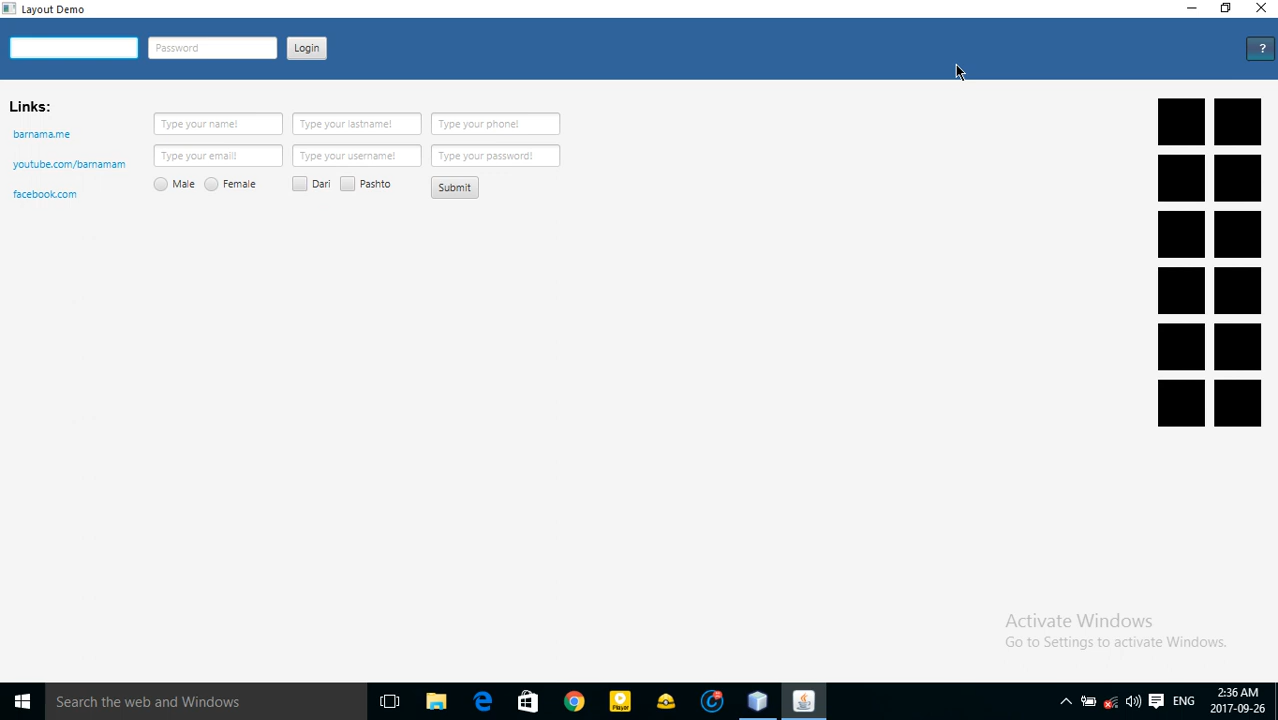 Layout Demo
Password
Login
?
Links:
barnama.me
youtube.com/barnamam
facebook.com
Type your name!
Type your lastname!
Type your phone!
Type your email!
Type your username!
Type your password!
Male
Female
Dari
Pashto
Submit
Activate Windows
Go to Settings to activate Windows.
Search the web and Windows
Player
ENG
2:36 AM
2017-09-26